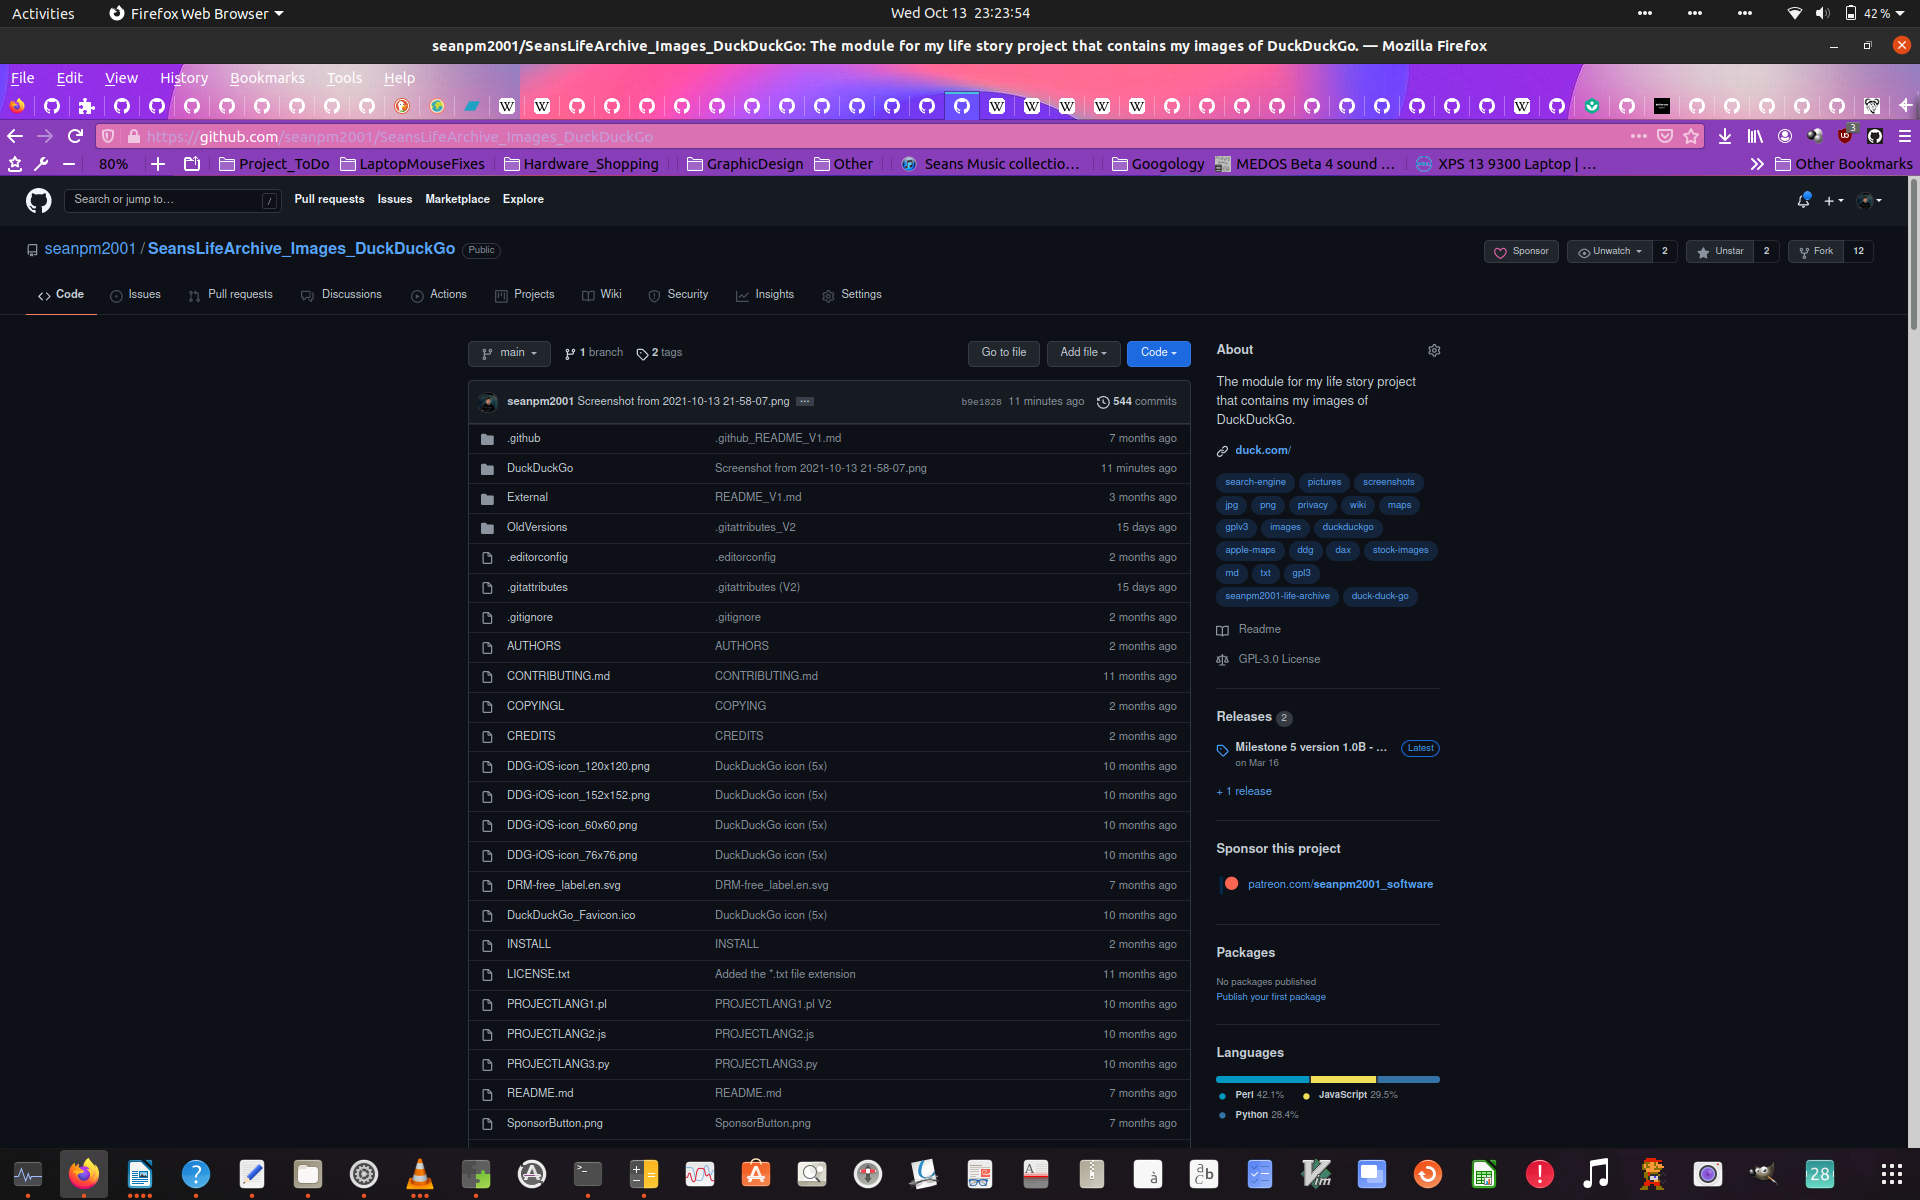 Activities Firefox Web Browser Wed Oct 13 23:23:54 42 %
seanpm2001/SeansLifeArchive_Images_DuckDuckGo: The module for my life story project that contains my images of DuckDuckGo. — Mozilla Firefox
File Edit View History Bookmarks Tools Help
https://github.com/seanpm2001/SeansLifeArchive_Images_DuckDuckGo 3
80% Project_ToDo LaptopMouseFixes Hardware_Shopping GraphicDesign Other Seans Music collectio… Googology MEDOS Beta 4 sound … XPS 13 9300 Laptop | … Other Bookmarks
Search or jump to… / Pull requests Issues Marketplace Explore
seanpm2001 / SeansLifeArchive_Images_DuckDuckGo Public Sponsor Unwatch 2 Unstar 2 Fork 12
Code Issues Pull requests Discussions Actions Projects Wiki Security Insights Settings
main 1 branch 2 tags Go to file Add file Code
seanpm2001 Screenshot from 2021-10-13 21-58-07.png … b9e1828 11 minutes ago 544 commits
.github .github_README_V1.md 7 months ago
DuckDuckGo Screenshot from 2021-10-13 21-58-07.png 11 minutes ago
External README_V1.md 3 months ago
OldVersions .gitattributes_V2 15 days ago
.editorconfig .editorconfig 2 months ago
.gitattributes .gitattributes (V2) 15 days ago
.gitignore .gitignore 2 months ago
AUTHORS AUTHORS 2 months ago
CONTRIBUTING.md CONTRIBUTING.md 11 months ago
COPYINGL COPYING 2 months ago
CREDITS CREDITS 2 months ago
DDG-iOS-icon_120x120.png DuckDuckGo icon (5x) 10 months ago
DDG-iOS-icon_152x152.png DuckDuckGo icon (5x) 10 months ago
DDG-iOS-icon_60x60.png DuckDuckGo icon (5x) 10 months ago
DDG-iOS-icon_76x76.png DuckDuckGo icon (5x) 10 months ago
DRM-free_label.en.svg DRM-free_label.en.svg 7 months ago
DuckDuckGo_Favicon.ico DuckDuckGo icon (5x) 10 months ago
INSTALL INSTALL 2 months ago
LICENSE.txt Added the *.txt file extension 11 months ago
PROJECTLANG1.pl PROJECTLANG1.pl V2 10 months ago
PROJECTLANG2.js PROJECTLANG2.js 10 months ago
PROJECTLANG3.py PROJECTLANG3.py 10 months ago
README.md README.md 7 months ago
SponsorButton.png SponsorButton.png 7 months ago
About
The module for my life story project
that contains my images of
DuckDuckGo.
duck.com/
search-engine pictures screenshots
jpg png privacy wiki maps
gplv3 images duckduckgo
apple-maps ddg dax stock-images
md txt gpl3
seanpm2001-life-archive duck-duck-go
Readme
GPL-3.0 License
Releases 2
Milestone 5 version 1.0B - ... Latest
on Mar 16
+ 1 release
Sponsor this project
patreon.com/seanpm2001_software
Packages
No packages published
Publish your first package
Languages
Perl 42.1% JavaScript 29.5%
Python 28.4%
28